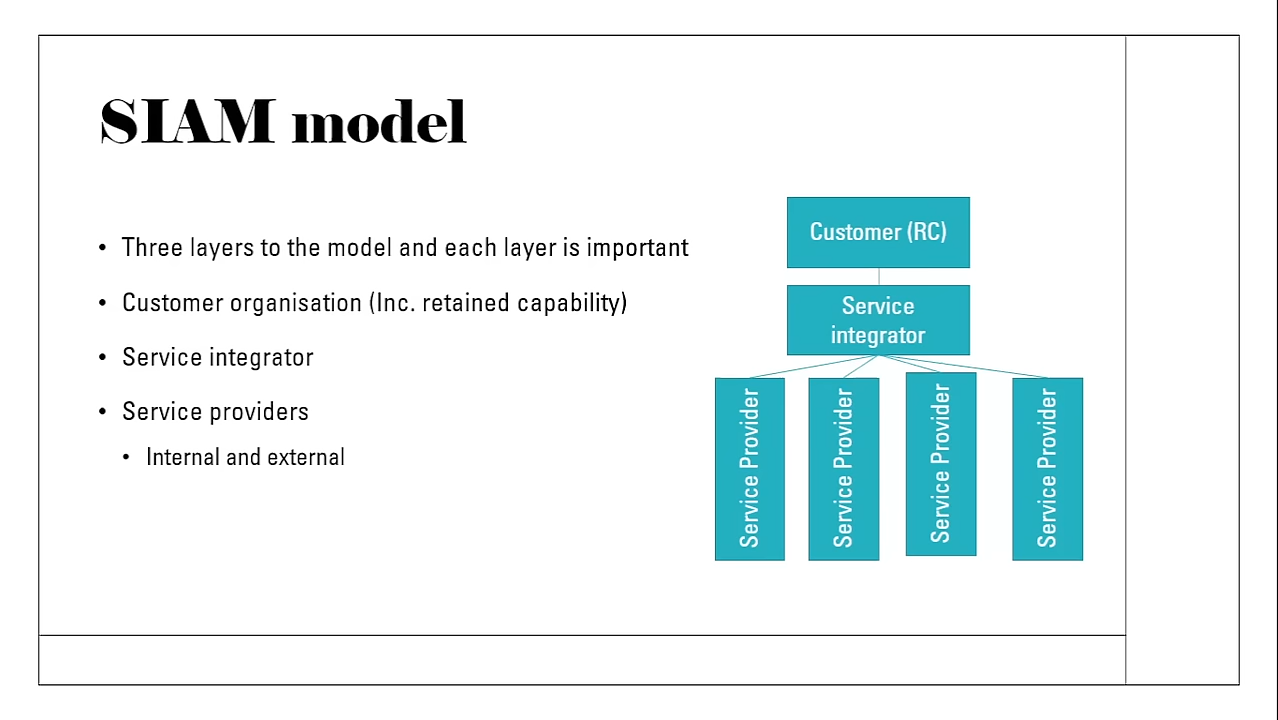 SIAM model
Three layers to the model and each layer is important
Customer organisation (Inc. retained capability)
Service integrator
Service providers
Internal and external
Customer (RC)
Service
integrator
Service Provider
Service Provider
Service Provider
Service Provider